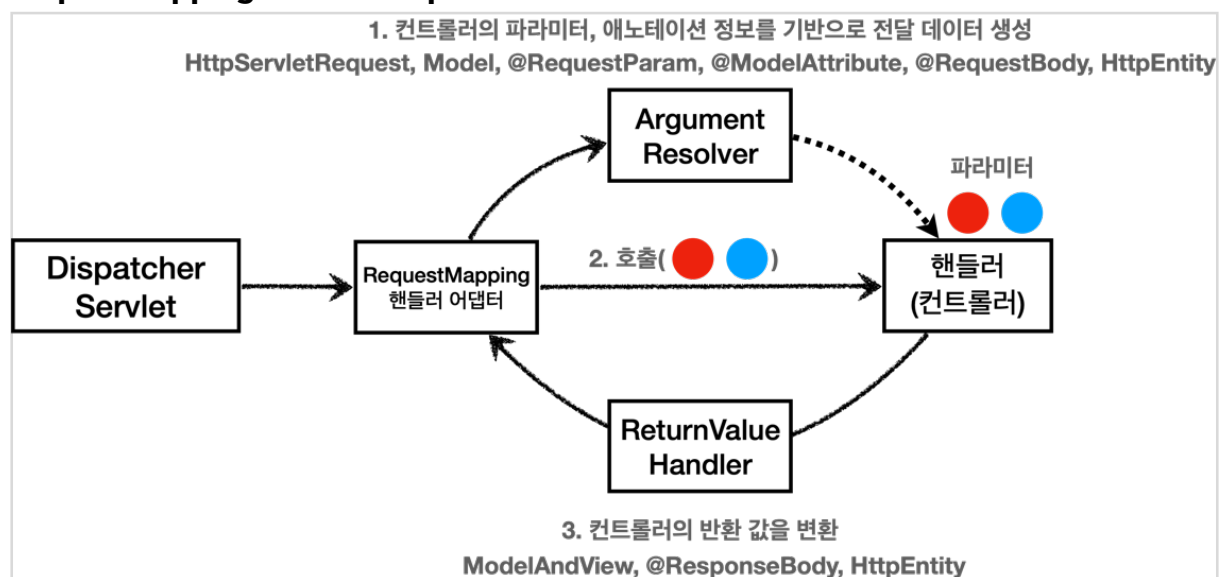 1. 컨트롤러의 파라미터, 애노테이션 정보를 기반으로 전달 데이터 생성
HttpServletRequest, Model, @RequestParam, @ModelAttribute, @RequestBody, HttpEntity
Argument
Resolver
파라미터
Dispatcher
Servlet
RequestMapping
핸들러 어댑터
2. 호출( )
핸들러
(컨트롤러)
ReturnValue
Handler
3. 컨트롤러의 반환 값을 변환
ModelAndView, @ResponseBody, HttpEntity